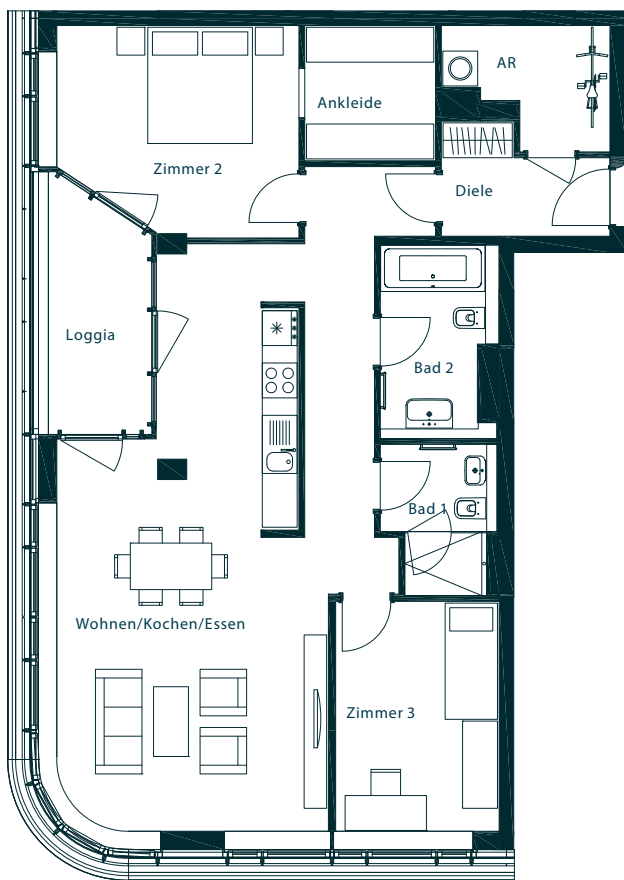 AR
Ankleide
Zimmer 2
Diele
Loggia
Bad 2
Bad 1
Wohnen/Kochen/Essen
Zimmer 3